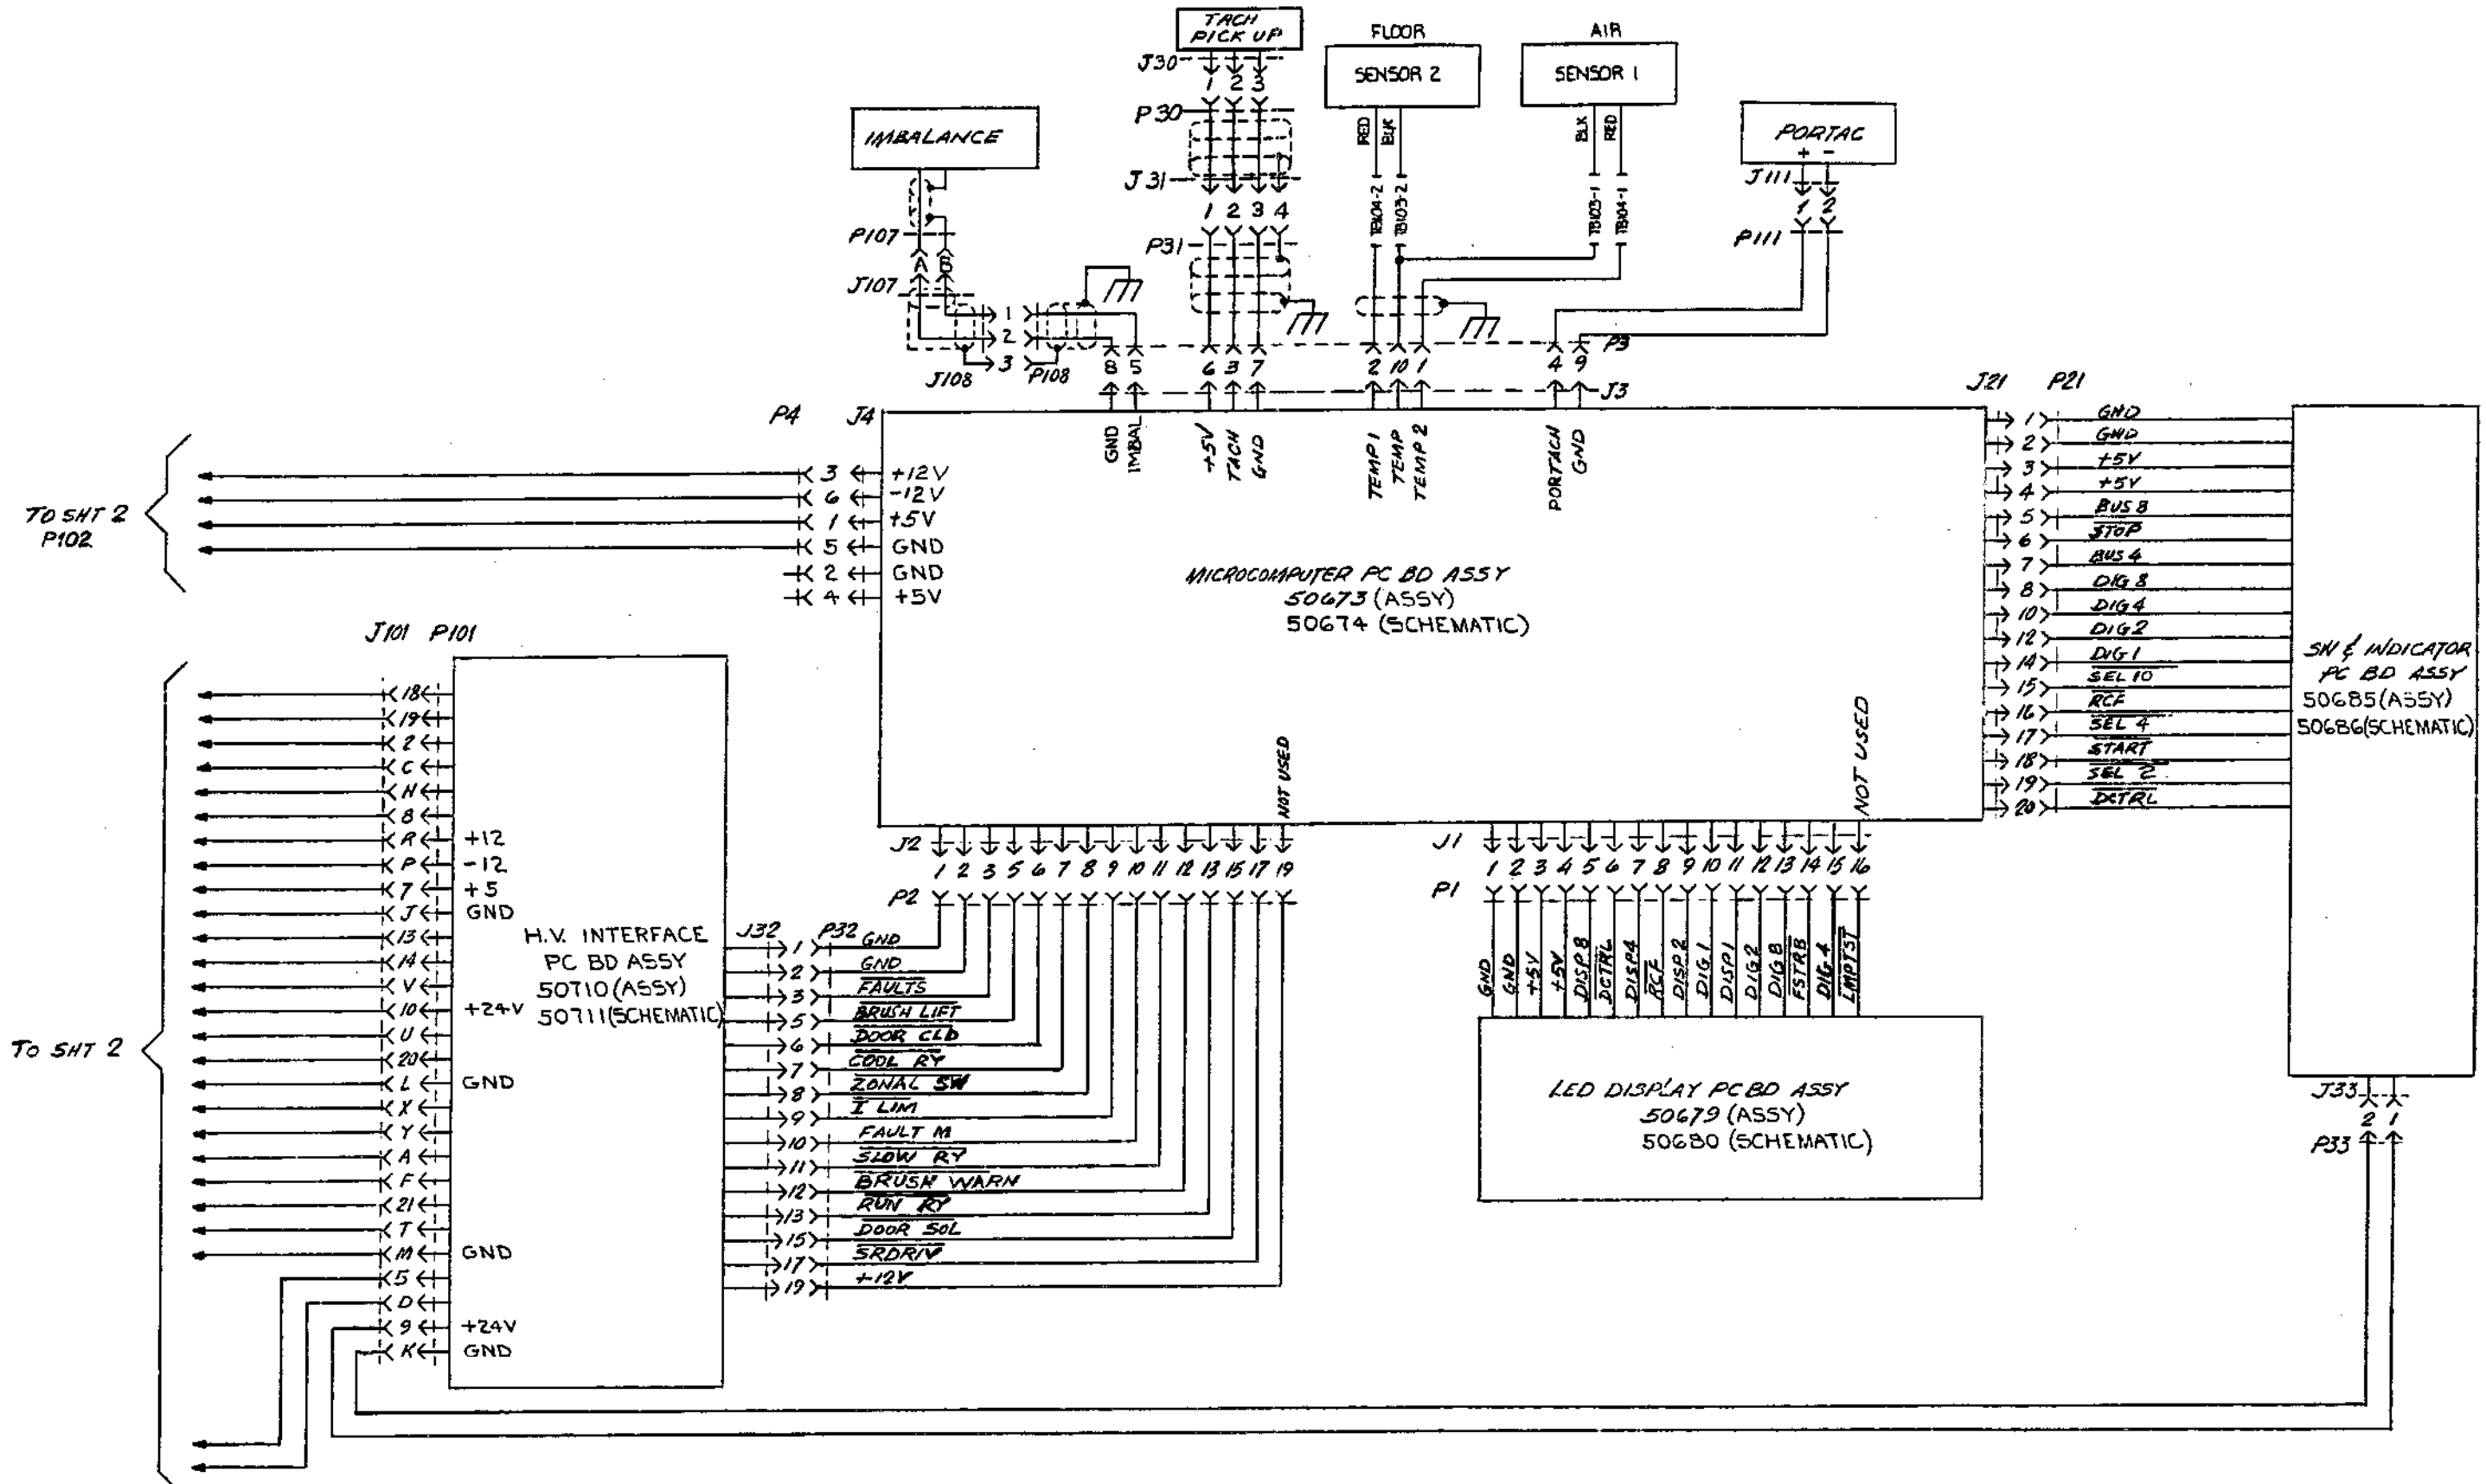 TACH
PICK UP
J30
1 2 3
P30
J31
1 2 3 4
P31
FLOOR
SENSOR 2
RED
BLK
TB104-2
TB103-2
AIR
SENSOR 1
BLK
RED
TB103-1
TB104-1
PORTAC
+ -
J111
1 2
P111
IMBALANCE
P107
A B
J107
1
2
3
J108
P108
8 5 6 3 7 2 10 1 4 9
P3
J3
GND
IMBAL
+5V
TACH
GND
TEMP 1
TEMP
TEMP 2
PORTACH
GND
P4 J4
3 +12V
6 -12V
1 +5V
5 GND
2 GND
4 +5V
TO SHT 2
P102
MICROCOMPUTER PC BD ASSY
50673 (ASSY)
50674 (SCHEMATIC)
J21 P21
1 GND
2 GND
3 +5V
4 +5V
5 BUS 8
6 STOP
7 BUS 4
8 DIG 8
10 DIG 4
12 DIG 2
14 DIG 1
15 SEL 10
16 RCF
17 SEL 4
18 START
19 SEL 2
20 DCTRL
SW & INDICATOR
PC BD ASSY
50685 (ASSY)
50686 (SCHEMATIC)
J33
2 1
P33
J101 P101
18
19
2
C
H
8
R +12
P -12
7 +5
J GND
13
14
V
10 +24V
U
20
L GND
X
Y
A
F
21
T
M GND
5
D
9 +24V
K GND
TO SHT 2
H.V. INTERFACE
PC BD ASSY
50710 (ASSY)
50711 (SCHEMATIC)
J32 P32
1 GND
2 GND
3 FAULTS
5 BRUSH LIFT
6 DOOR CLD
7 COOL RY
8 ZONAL SW
9 I LIM
10 FAULT M
11 SLOW RY
12 BRUSH WARN
13 RUN RY
15 DOOR SOL
17 SRDRIV
19 +12V
NOT USED
J2
1 2 3 5 6 7 8 9 10 11 12 13 15 17 19
P2
NOT USED
J1
1 2 3 4 5 6 7 8 9 10 11 12 13 14 15 16
P1
GND
GND
+5V
+5V
DISP 8
DCTRL
DISP 4
RCF
DISP 2
DIG 1
DISP 1
DIG 2
DIG 8
FSTRB
DIG 4
LMPTST
LED DISPLAY PC BD ASSY
50679 (ASSY)
50680 (SCHEMATIC)